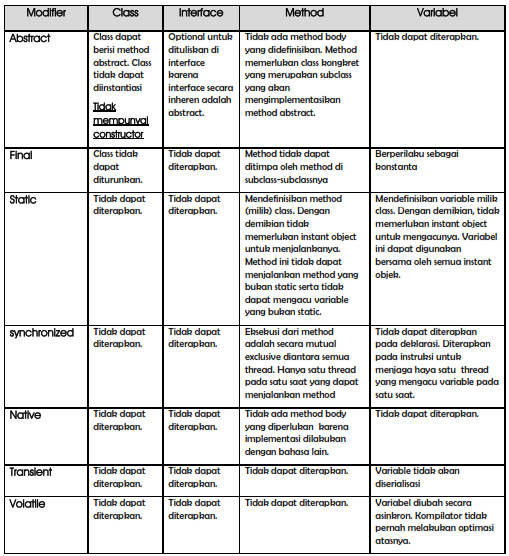 Modifier Class Interface Method Variabel
Abstract
Class dapat
berisi method
abstract. Class
tidak dapat
diinstantiasi
Tidak
mempunyai
constructor
Optional untuk
dituliskan di
interface
karena
interface secara
inheren adalah
abstract.
Tidak ada method body
yang didefinisikan. Method
memerlukan class kongkret
yang merupakan subclass
yang akan
mengimplementasikan
method abstract.
Tidak dapat diterapkan.
Final
Class tidak
dapat
diturunkan.
Tidak dapat
diterapkan.
Method tidak dapat
ditimpa oleh method di
subclass-subclassnya
Berperilaku sebagai
konstanta
Static
Tidak dapat
diterapkan.
Tidak dapat
diterapkan.
Mendefinisikan method
(milik) class. Dengan
demikian tidak
memerlukan instant object
untuk menjalankanya.
Method ini tidak dapat
menjalankan method yang
bukan static serta tidak
dapat mengacu variable
yang bukan static.
Mendefinisikan variable milik
class. Dengan demikian, tidak
memerlukan instant object
untuk mengacunya. Variabel
ini dapat digunakan
bersama oleh semua instant
objek.
synchronized
Tidak dapat
diterapkan.
Tidak dapat
diterapkan.
Eksekusi dari method
adalah secara mutual
exclusive diantara semua
thread. Hanya satu thread
pada satu saat yang dapat
menjalankan method
Tidak dapat diterapkan
pada deklarasi. Diterapkan
pada instruksi untuk
menjaga haya satu thread
yang mengacu variable pada
satu saat.
Native
Tidak dapat
diterapkan.
Tidak dapat
diterapkan.
Tidak ada method body
yang diperlukan karena
implementasi dilakukan
dengan bahasa lain.
Tidak dapat diterapkan.
Transient
Tidak dapat
diterapkan.
Tidak dapat
diterapkan.
Tidak dapat diterapkan.
Variable tidak akan
diserialisasi
Volatile
Tidak dapat
diterapkan.
Tidak dapat
diterapkan.
Tidak dapat diterapkan.
Variabel diubah secara
asinkron. Kompilator tidak
pernah melakukan optimasi
atasnya.